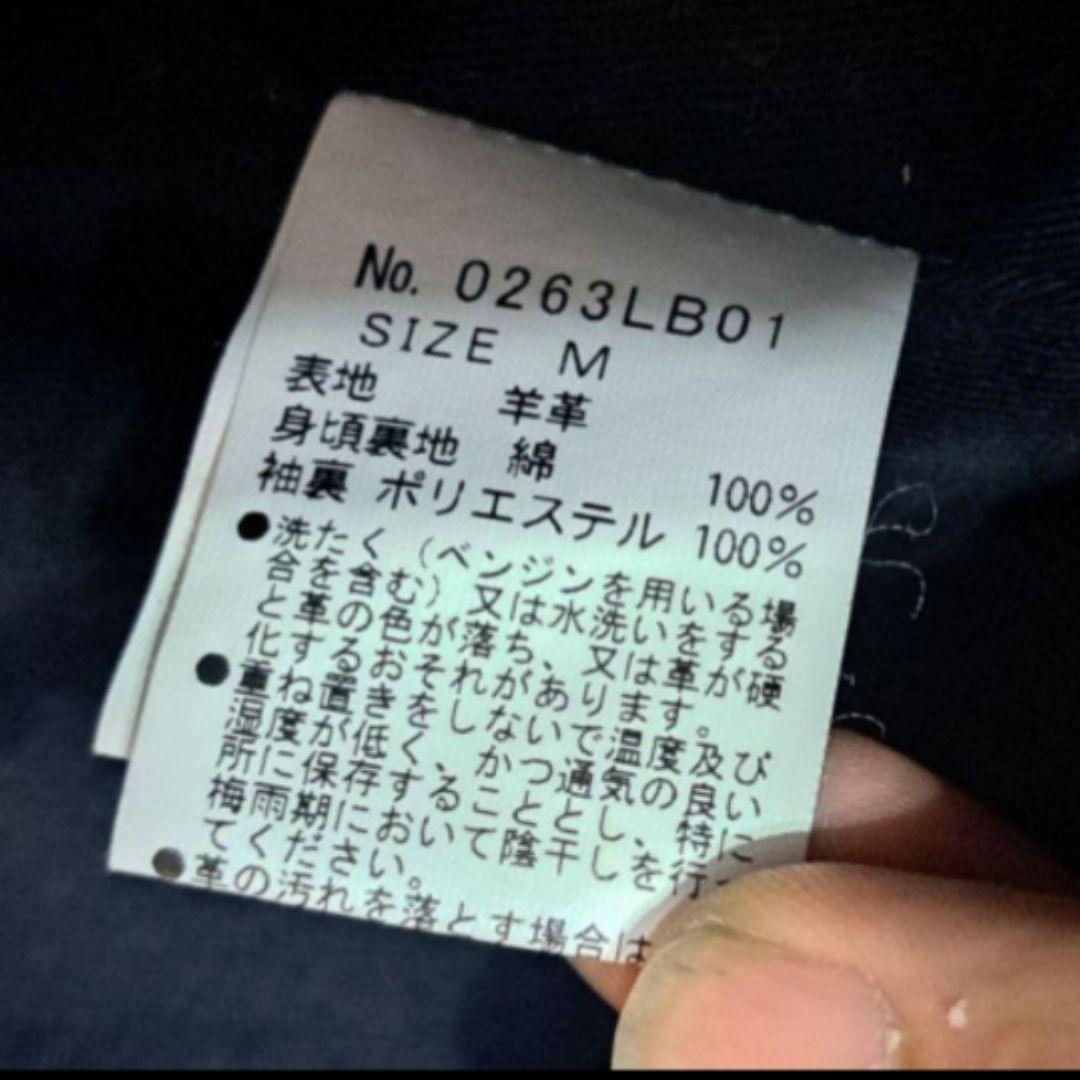 No. 0263LB01
SIZE M
表地 羊革
身頃裏地 綿 100%
袖裏 ポリエステル 100%
●洗たく（ベンジンを用いる場
合を含む）又は水洗いをする
と革の色が落ち、又は革が硬
化するおそれがあります。
●重ね置きをしないで温度及び
湿度が低く、かつ通気の良い
所に保存することとし、特に
梅雨期において陰干しを行っ
てください。
●革の汚れを落とす場合は